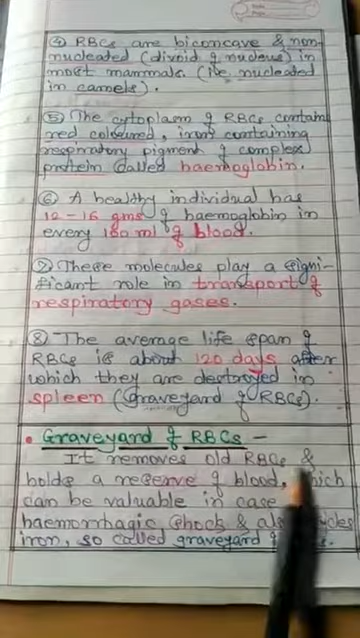 ④ RBCs are biconcave & non-
nucleated (divoid of nucleus) in
most mammals. (i.e. nucleated
in camels).
⑤ The cytoplasm of RBCs contain
red coloured, iron containing
respiratory pigment of complex
protein called haemoglobin.
⑥ A healthy individual has
12-16 gms of haemoglobin in
every 100 ml of blood.
⑦ These molecules play a signi-
ficant role in transport of
respiratory gases.
⑧ The average life span of
RBCs is about 120 days after
which they are destroyed in
spleen (Graveyard of RBCs).
• Graveyard of RBCs -
It removes old RBCs &
holds a reserve of blood, which
can be valuable in case
haemorrhagic shock &
iron, so called graveyard